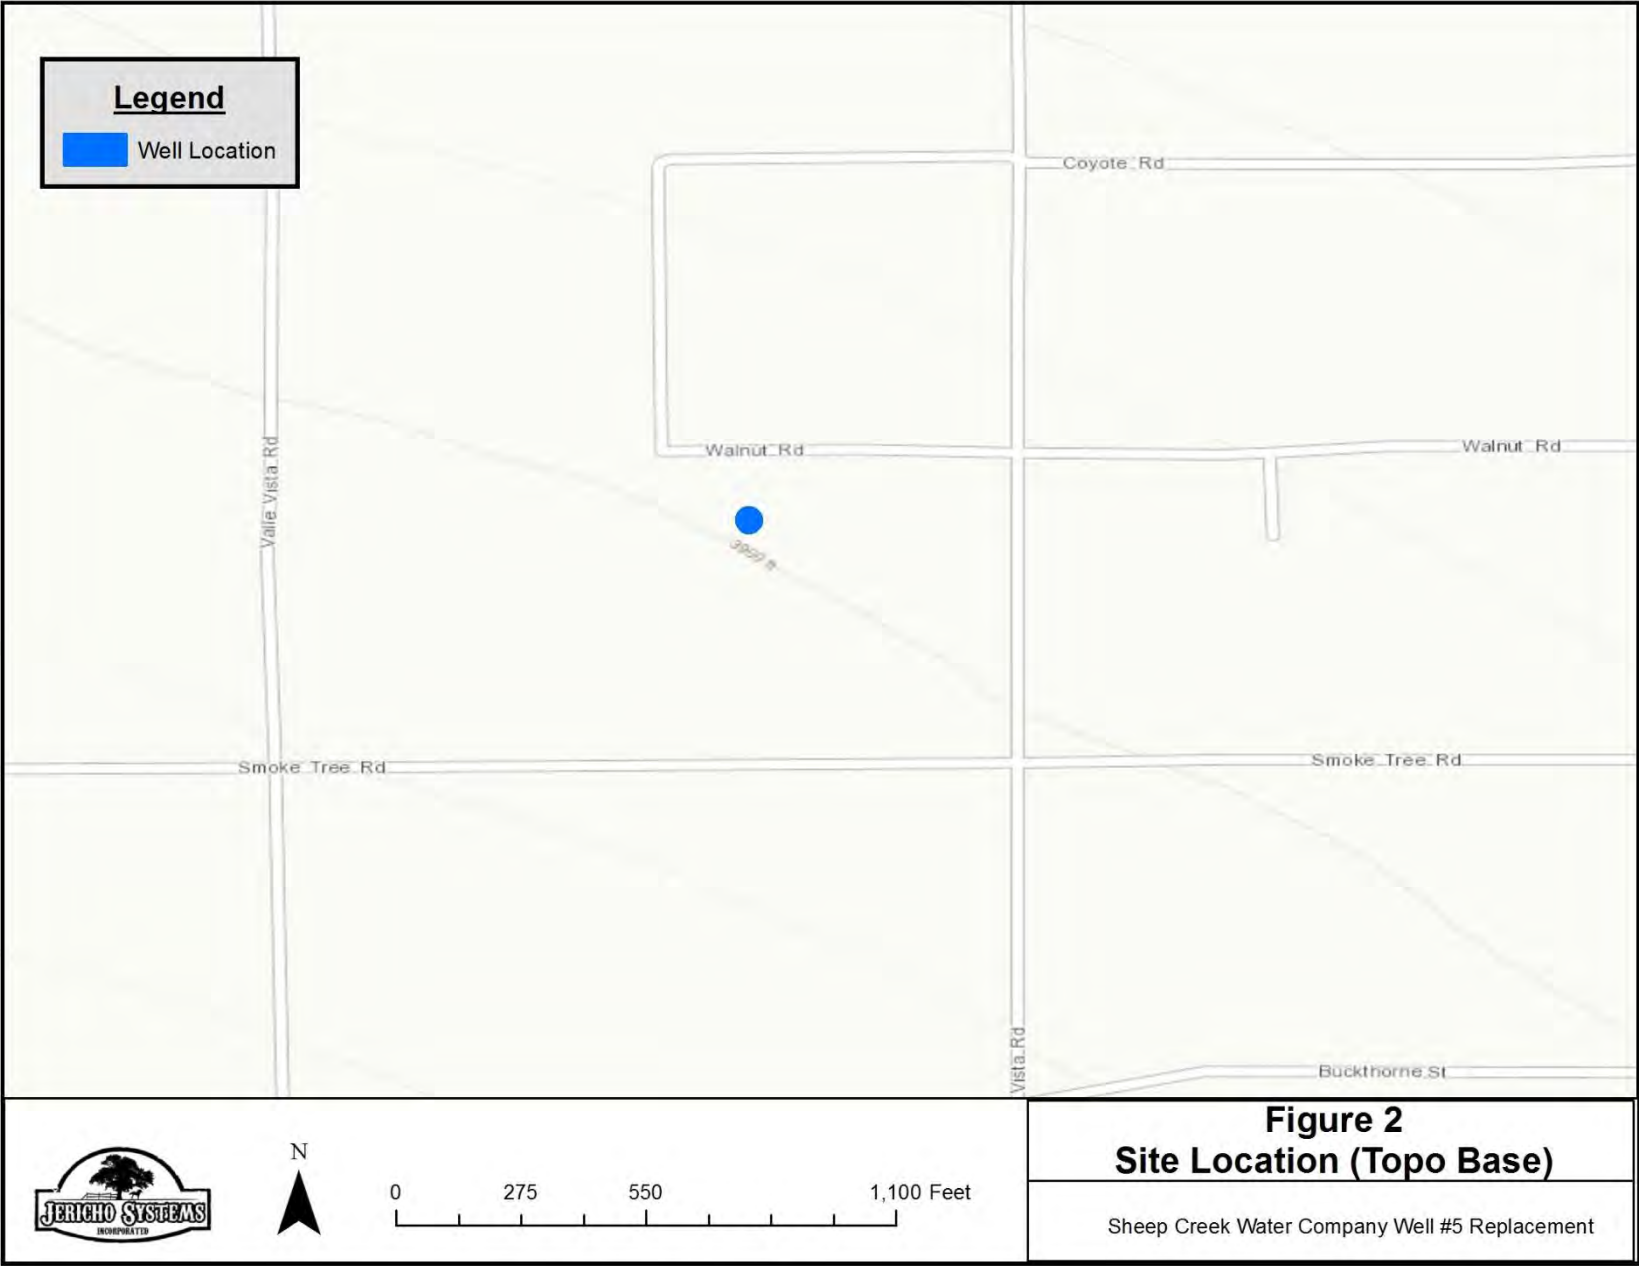 Legend
Well Location
Coyote Rd
Walnut Rd
Walnut Rd
Valle Vista Rd
Smoke Tree Rd
Smoke Tree Rd
Vista Rd
Buckthorne St
JERICHO SYSTEMS
INCORPORATED
N
0 275 550 1,100 Feet
Figure 2
Site Location (Topo Base)
Sheep Creek Water Company Well #5 Replacement